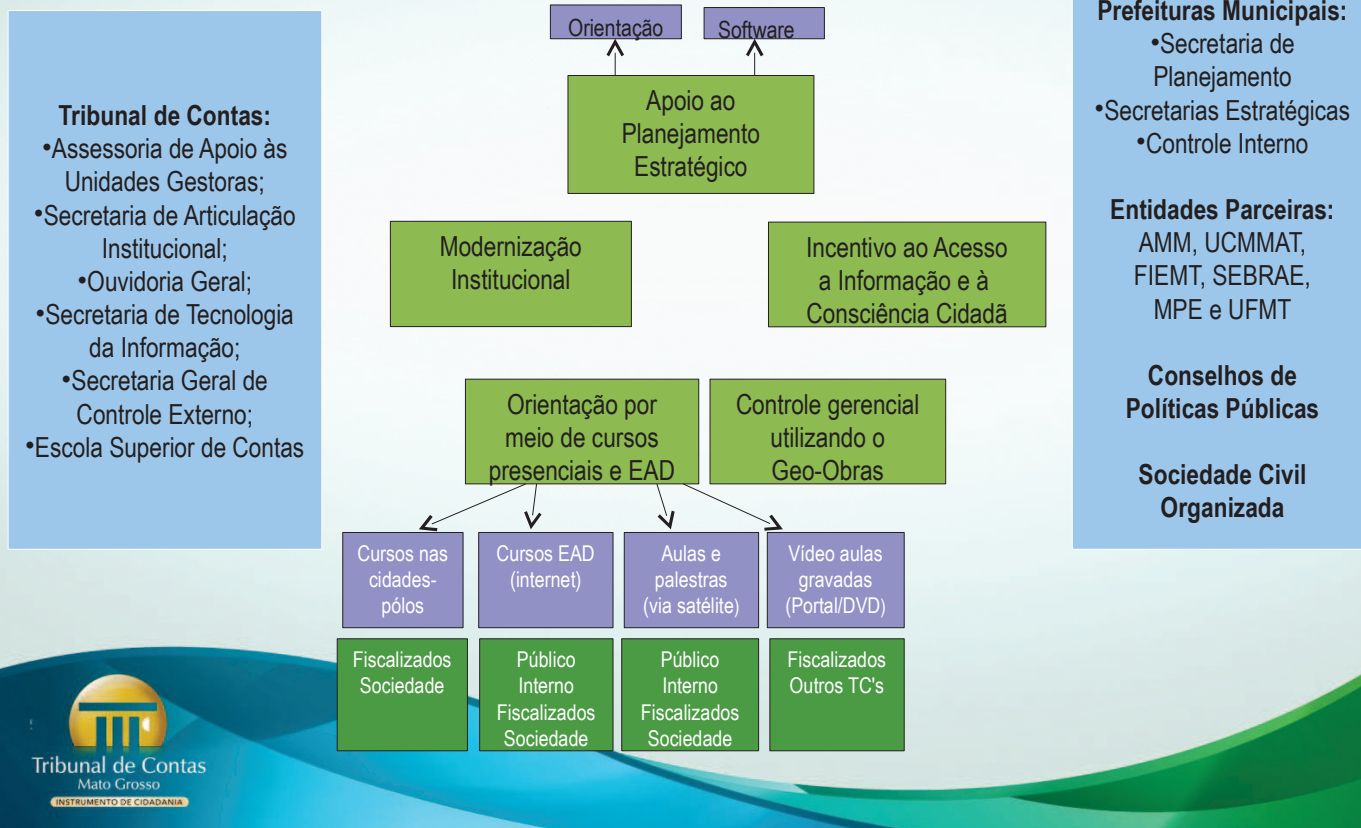 Tribunal de Contas:
•Assessoria de Apoio às
Unidades Gestoras;
•Secretaria de Articulação
Institucional;
•Ouvidoria Geral;
•Secretaria de Tecnologia
da Informação;
•Secretaria Geral de
Controle Externo;
•Escola Superior de Contas
Orientação
Software
Apoio ao
Planejamento
Estratégico
Modernização
Institucional
Incentivo ao Acesso
a Informação e à
Consciência Cidadã
Orientação por
meio de cursos
presenciais e EAD
Controle gerencial
utilizando o
Geo-Obras
Cursos nas
cidades-
pólos
Cursos EAD
(internet)
Aulas e
palestras
(via satélite)
Vídeo aulas
gravadas
(Portal/DVD)
Fiscalizados
Sociedade
Público
Interno
Fiscalizados
Sociedade
Público
Interno
Fiscalizados
Sociedade
Fiscalizados
Outros TC's
Prefeituras Municipais:
•Secretaria de
Planejamento
•Secretarias Estratégicas
•Controle Interno
Entidades Parceiras:
AMM, UCMMAT,
FIEMT, SEBRAE,
MPE e UFMT
Conselhos de
Políticas Públicas
Sociedade Civil
Organizada
Tribunal de Contas
Mato Grosso
INSTRUMENTO DE CIDADANIA